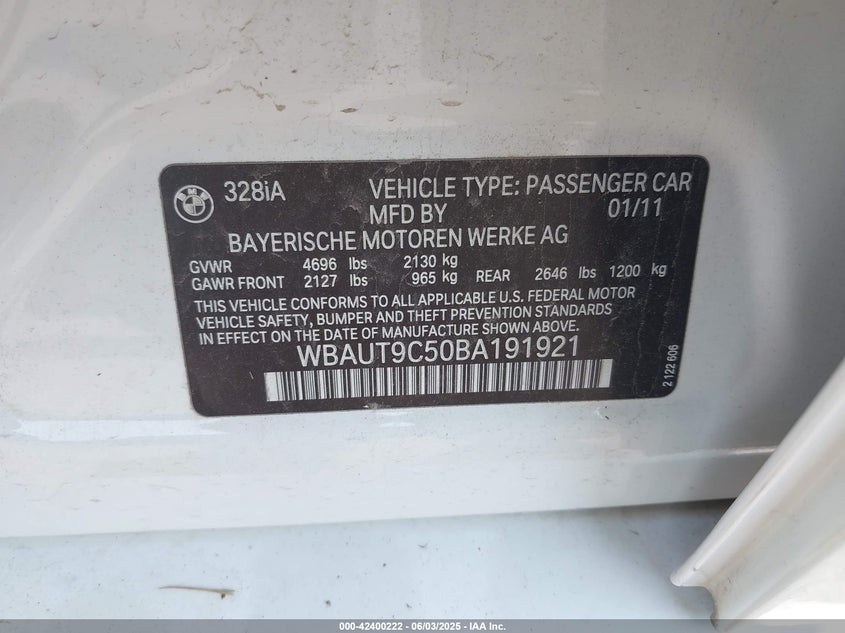 328iA VEHICLE TYPE: PASSENGER CAR
MFD BY 01/11
BAYERISCHE MOTOREN WERKE AG
GVWR 4696 lbs 2130 kg
GAWR FRONT 2127 lbs 965 kg REAR 2646 lbs 1200 kg
THIS VEHICLE CONFORMS TO ALL APPLICABLE U.S. FEDERAL MOTOR
VEHICLE SAFETY, BUMPER AND THEFT PREVENTION STANDARDS
IN EFFECT ON THE DATE OF MANUFACTURE SHOWN ABOVE.
WBAUT9C50BA191921
2 122 606
000-42400222 - 06/03/2025 - IAA Inc.